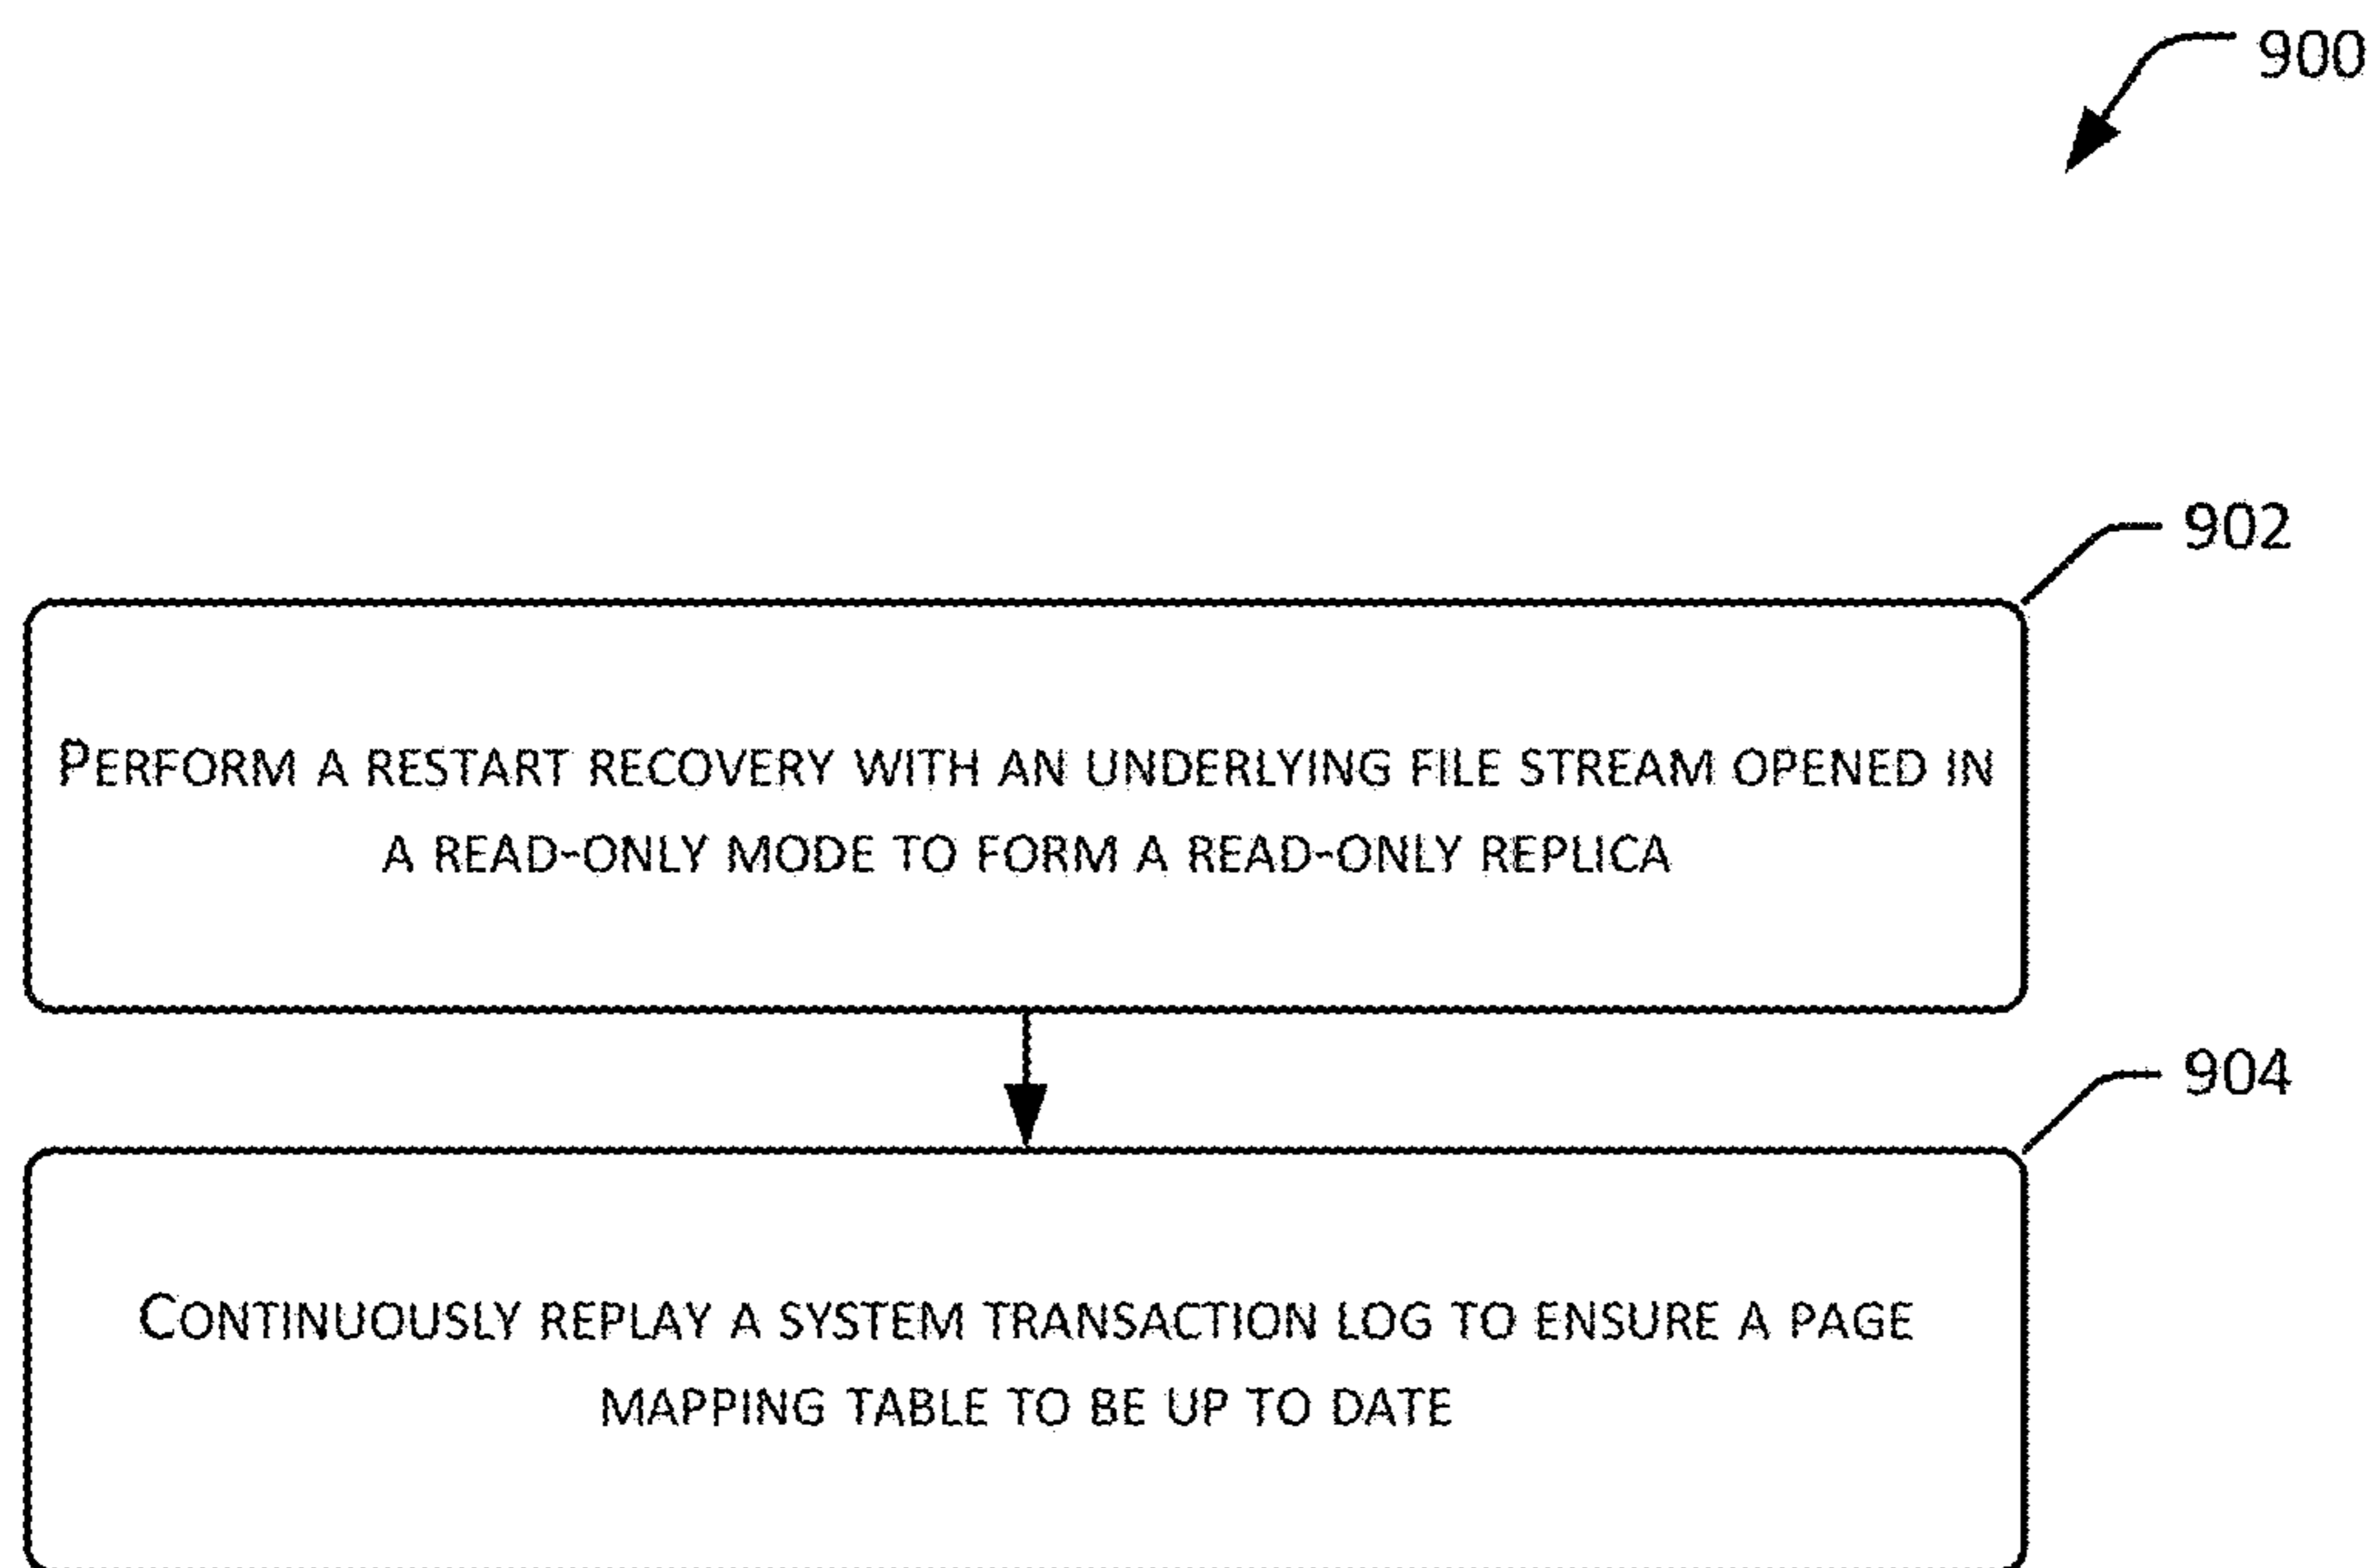 900
902
PERFORM A RESTART RECOVERY WITH AN UNDERLYING FILE STREAM OPENED IN
A READ-ONLY MODE TO FORM A READ-ONLY REPLICA
904
CONTINUOUSLY REPLAY A SYSTEM TRANSACTION LOG TO ENSURE A PAGE
MAPPING TABLE TO BE UP TO DATE